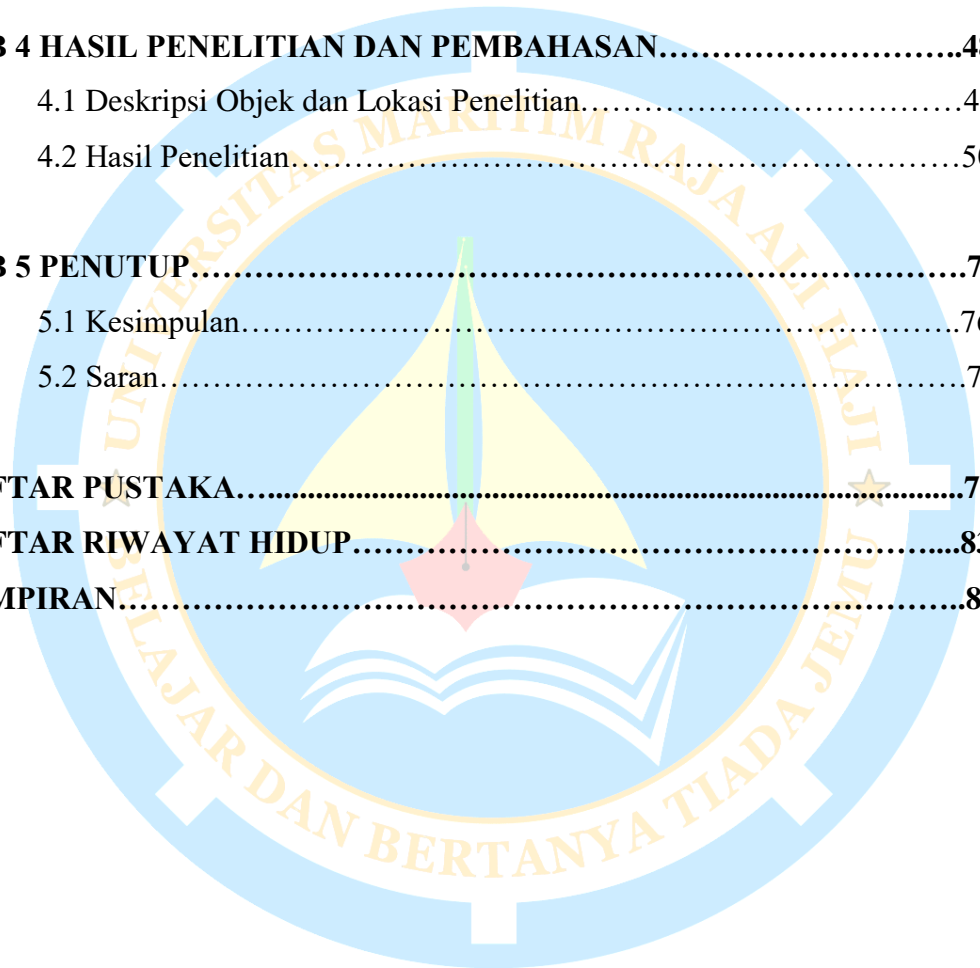 B 4 HASIL PENELITIAN DAN PEMBAHASAN……………………………..4
4.1 Deskripsi Objek dan Lokasi Penelitian……………………………………4
4.2 Hasil Penelitian……………………………………………………………………5
B 5 PENUTUP……………………………………………………………………………….7
5.1 Kesimpulan……………………………………………………………………….76
5.2 Saran……………………………………………………………………………….7
FTAR PUSTAKA…...........................................................................................7
FTAR RIWAYAT HIDUP………………………………………………………....83
MPIRAN……………………………………………………………………………………..8
UNIVERSITAS MARITIM RAJA ALI HAJI
BELAJAR DAN BERTANYA TIADA JEMU